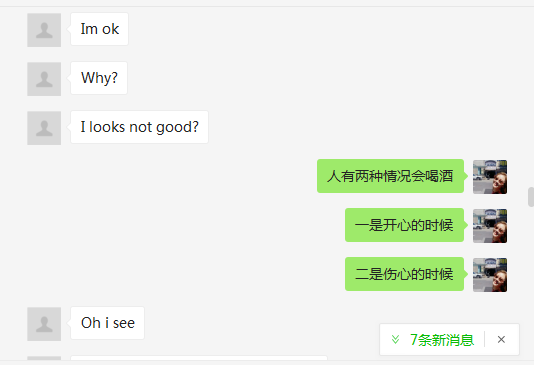 Im ok
Why?
I looks not good?
人有两种情况会喝酒
一是开心的时候
二是伤心的时候
Oh i see
7条新消息